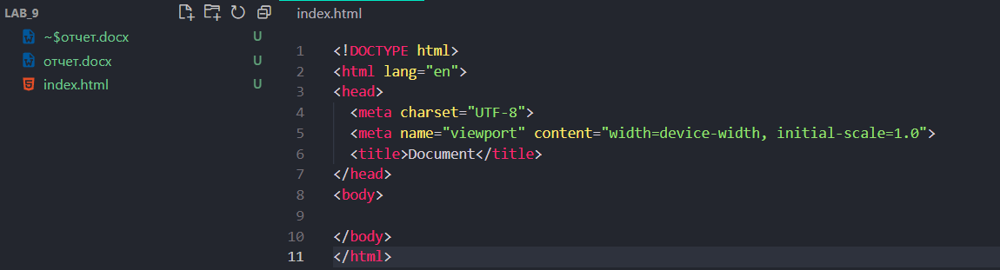 LAB_9
~$отчет.docx U
отчет.docx U
index.html U
index.html
1 <!DOCTYPE html>
2 <html lang="en">
3 <head>
4   <meta charset="UTF-8">
5   <meta name="viewport" content="width=device-width, initial-scale=1.0">
6   <title>Document</title>
7 </head>
8 <body>
9
10 </body>
11 </html>